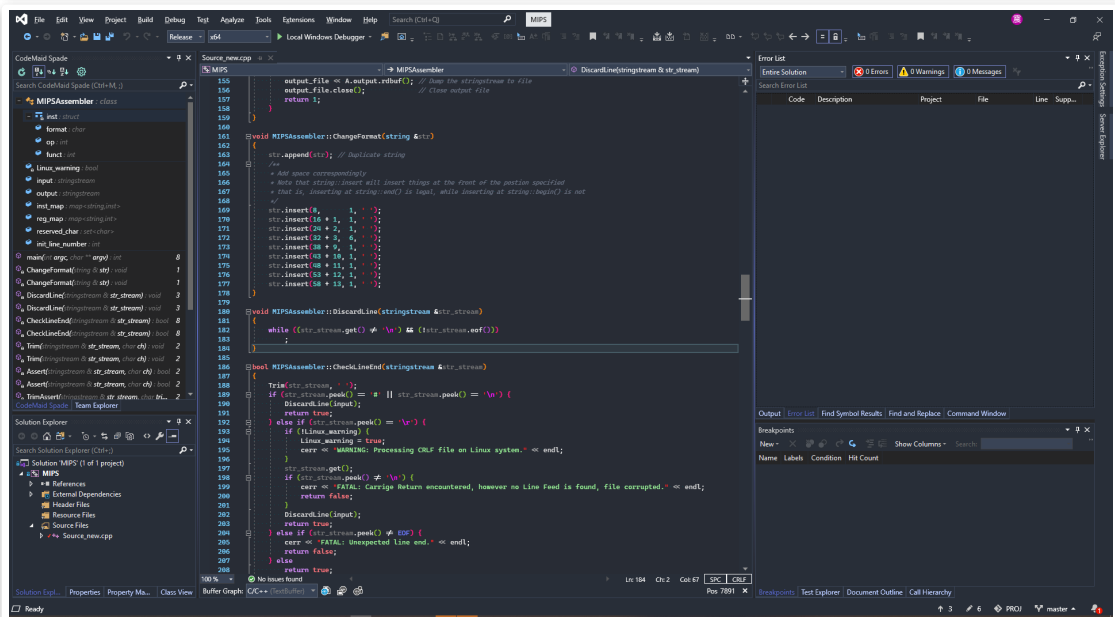 File Edit View Project Build Debug Test Analyze Tools Extensions Window Help Search (Ctrl+Q) MIPS
Release x64 Local Windows Debugger
CodeMaid Spade
Search CodeMaid Spade (Ctrl+M, ;)
MIPSAssembler : class
inst : struct
format : char
op : int
funct : int
Linux_warning : bool
input : stringstream
output : stringstream
inst_map : map<string,inst>
reg_map : map<string,int>
reserved_char : set<char>
init_line_number : int
main(int argc, char ** argv) : int 8
ChangeFormat(string & str) : void 1
ChangeFormat(string & str) : void 1
DiscardLine(stringstream & str_stream) : void 3
DiscardLine(stringstream & str_stream) : void 3
CheckLineEnd(stringstream & str_stream) : bool 8
CheckLineEnd(stringstream & str_stream) : bool 8
Trim(stringstream & str_stream, char ch) : void 2
Trim(stringstream & str_stream, char ch) : void 2
Assert(stringstream & str_stream, char ch) : bool 2
Assert(stringstream & str_stream, char ch) : bool 2
TrimAssert(stringstream & str_stream, char tri... 2
CodeMaid Spade Team Explorer
Solution Explorer
Search Solution Explorer (Ctrl+;)
Solution 'MIPS' (1 of 1 project)
MIPS
References
External Dependencies
Header Files
Resource Files
Source Files
Source_new.cpp
Solution Expl... Properties Property Ma... Class View
Source_new.cpp
MIPS MIPSAssembler DiscardLine(stringstream & str_stream)
155 output_file << A.output.rdbuf(); // Dump the stringstream to file
156 output_file.close(); // Close output file
157 return 1;
158 }
159 }
160
161 void MIPSAssembler::ChangeFormat(string &str)
162 {
163 str.append(str); // Duplicate string
164 /**
165 * Add space correspondingly
166 * Note that string::insert will insert things at the front of the postion specified
167 * that is, inserting at string::end() is legal, while inserting at string::begin() is not
168 */
169 str.insert(8, 1, ' ');
170 str.insert(16 + 1, 1, ' ');
171 str.insert(24 + 2, 1, ' ');
172 str.insert(32 + 3, 6, ' ');
173 str.insert(38 + 9, 1, ' ');
174 str.insert(43 + 10, 1, ' ');
175 str.insert(48 + 11, 1, ' ');
176 str.insert(53 + 12, 1, ' ');
177 str.insert(58 + 13, 1, ' ');
178 }
179
180 void MIPSAssembler::DiscardLine(stringstream &str_stream)
181 {
182 while ((str_stream.get() ≠ '\n') && (!str_stream.eof()))
183 ;
184 }
185
186 bool MIPSAssembler::CheckLineEnd(stringstream &str_stream)
187 {
188 Trim(str_stream, ' ');
189 if (str_stream.peek() == '#' || str_stream.peek() == '\n') {
190 DiscardLine(input);
191 return true;
192 } else if (str_stream.peek() == '\r') {
193 if (!Linux_warning) {
194 Linux_warning = true;
195 cerr << "WARNING: Processing CRLF file on Linux system." << endl;
196 }
197 str_stream.get();
198 if (str_stream.peek() ≠ '\n') {
199 cerr << "FATAL: Carrige Return encountered, however no Line Feed is found, file corrupted." << endl;
200 return false;
201 }
202 DiscardLine(input);
203 return true;
204 } else if (str_stream.peek() ≠ EOF) {
205 cerr << "FATAL: Unexpected line end." << endl;
206 return false;
207 } else
208 return true;
100 % No issues found Ln: 184 Ch: 2 Col: 67 SPC CRLF
Buffer Graph: C/C++ (TextBuffer) Pos 7891
Error List
Entire Solution 0 Errors 0 Warnings 0 Messages
Search Error List
Code Description Project File Line Supp...
Output Error List Find Symbol Results Find and Replace Command Window
Breakpoints
New Show Columns Search:
Name Labels Condition Hit Count
Breakpoints Test Explorer Document Outline Call Hierarchy
Exception Settings
Server Explorer
Ready 3 6 PROJ master